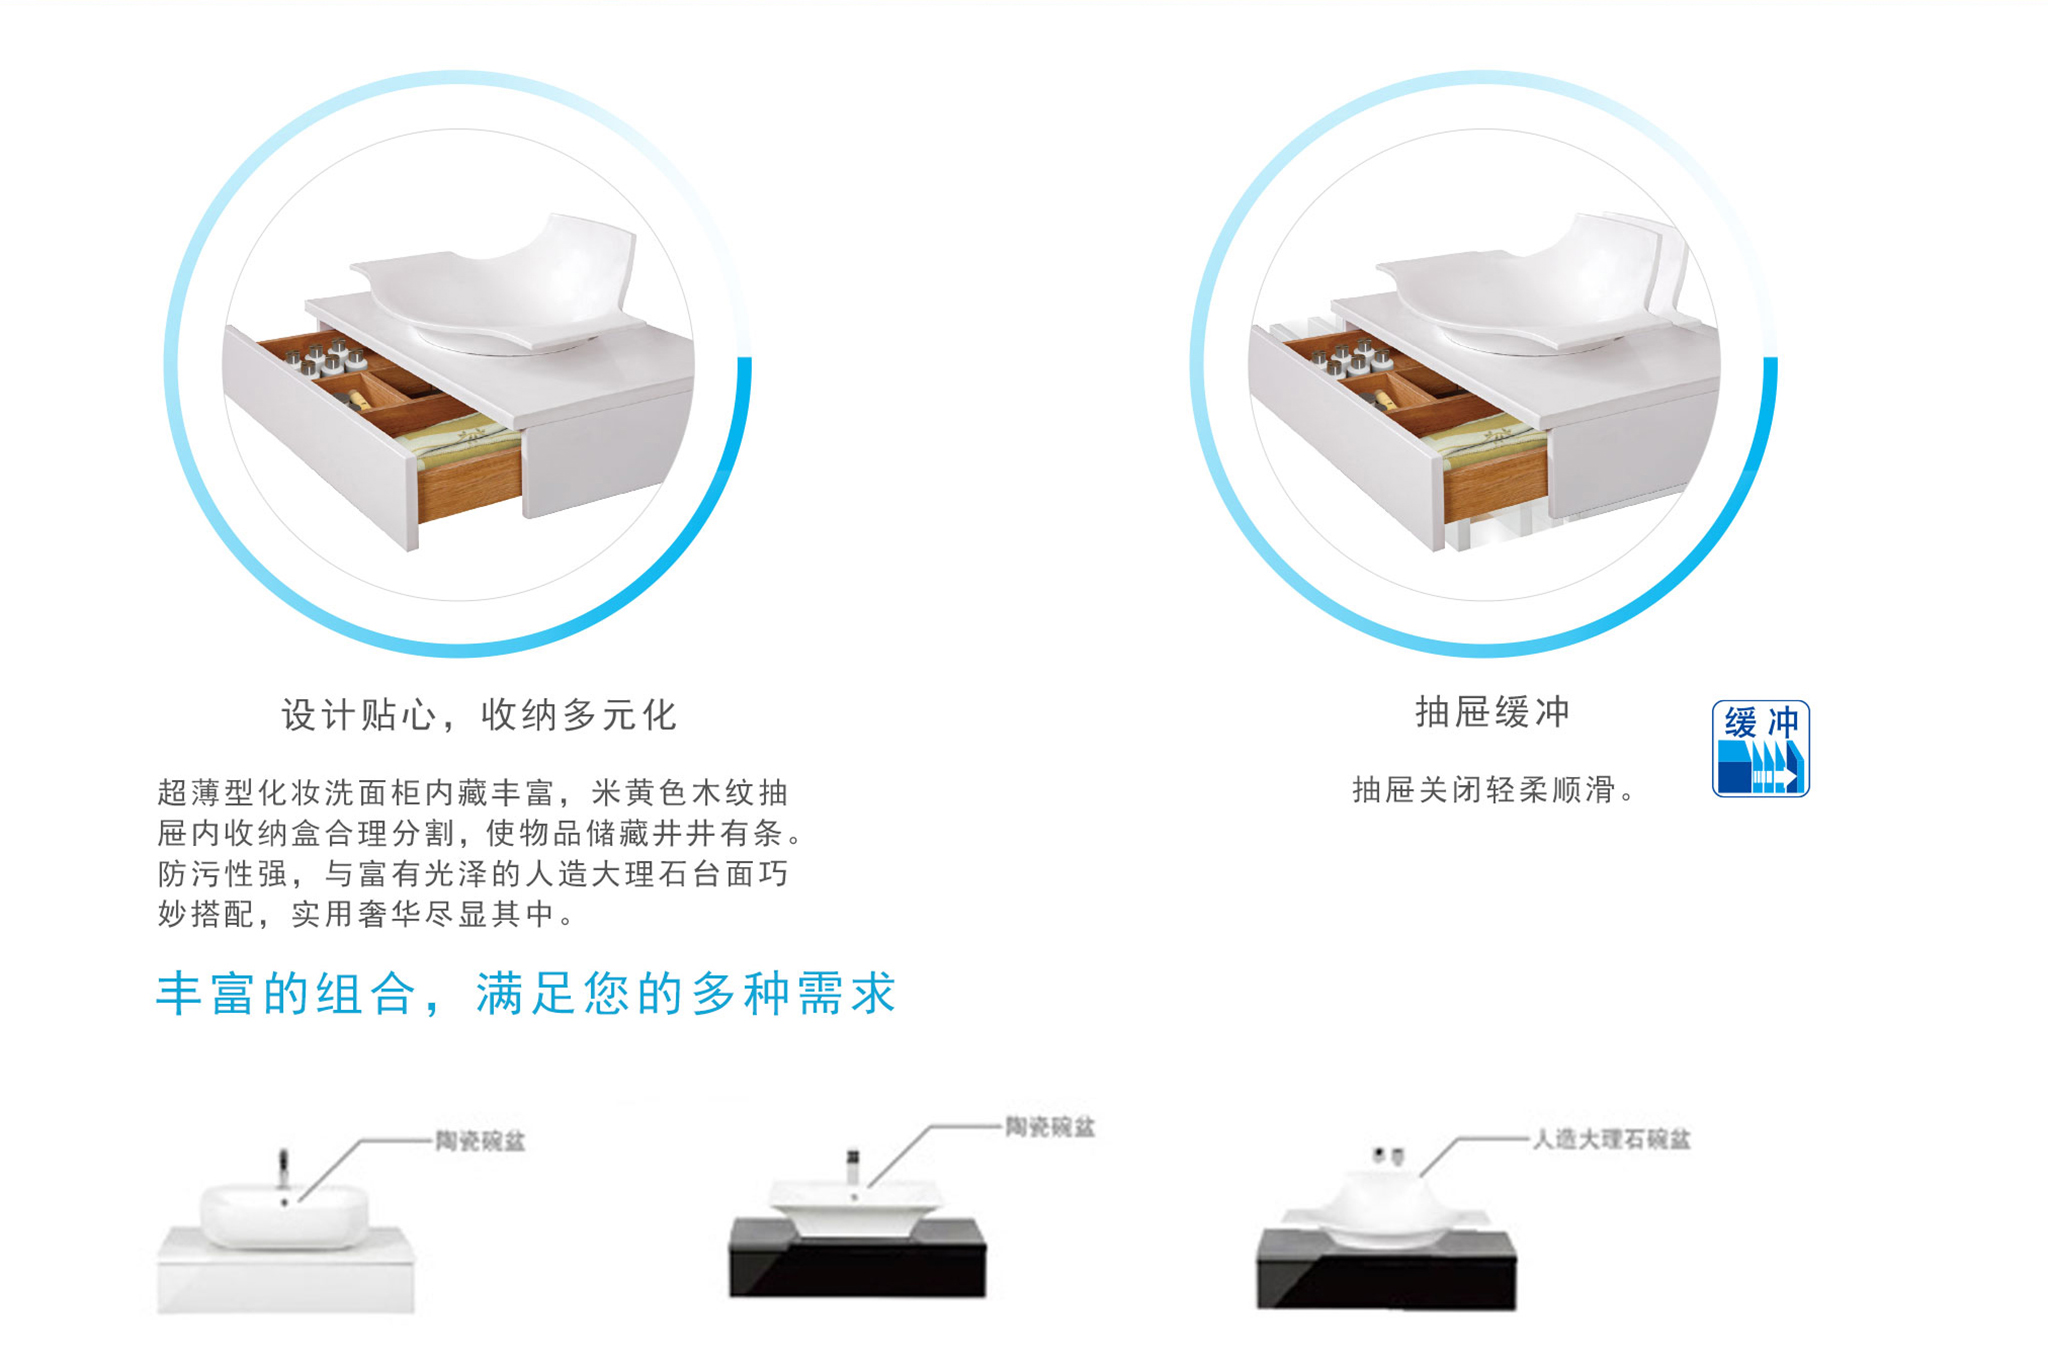 设计贴心，收纳多元化
超薄型化妆洗面柜内藏丰富，米黄色木纹抽
屉内收纳盒合理分割，使物品储藏井井有条。
防污性强，与富有光泽的人造大理石台面巧
妙搭配，实用奢华尽显其中。
抽屉缓冲
缓冲
抽屉关闭轻柔顺滑。
丰富的组合，满足您的多种需求
陶瓷碗盆
陶瓷碗盆
人造大理石碗盆